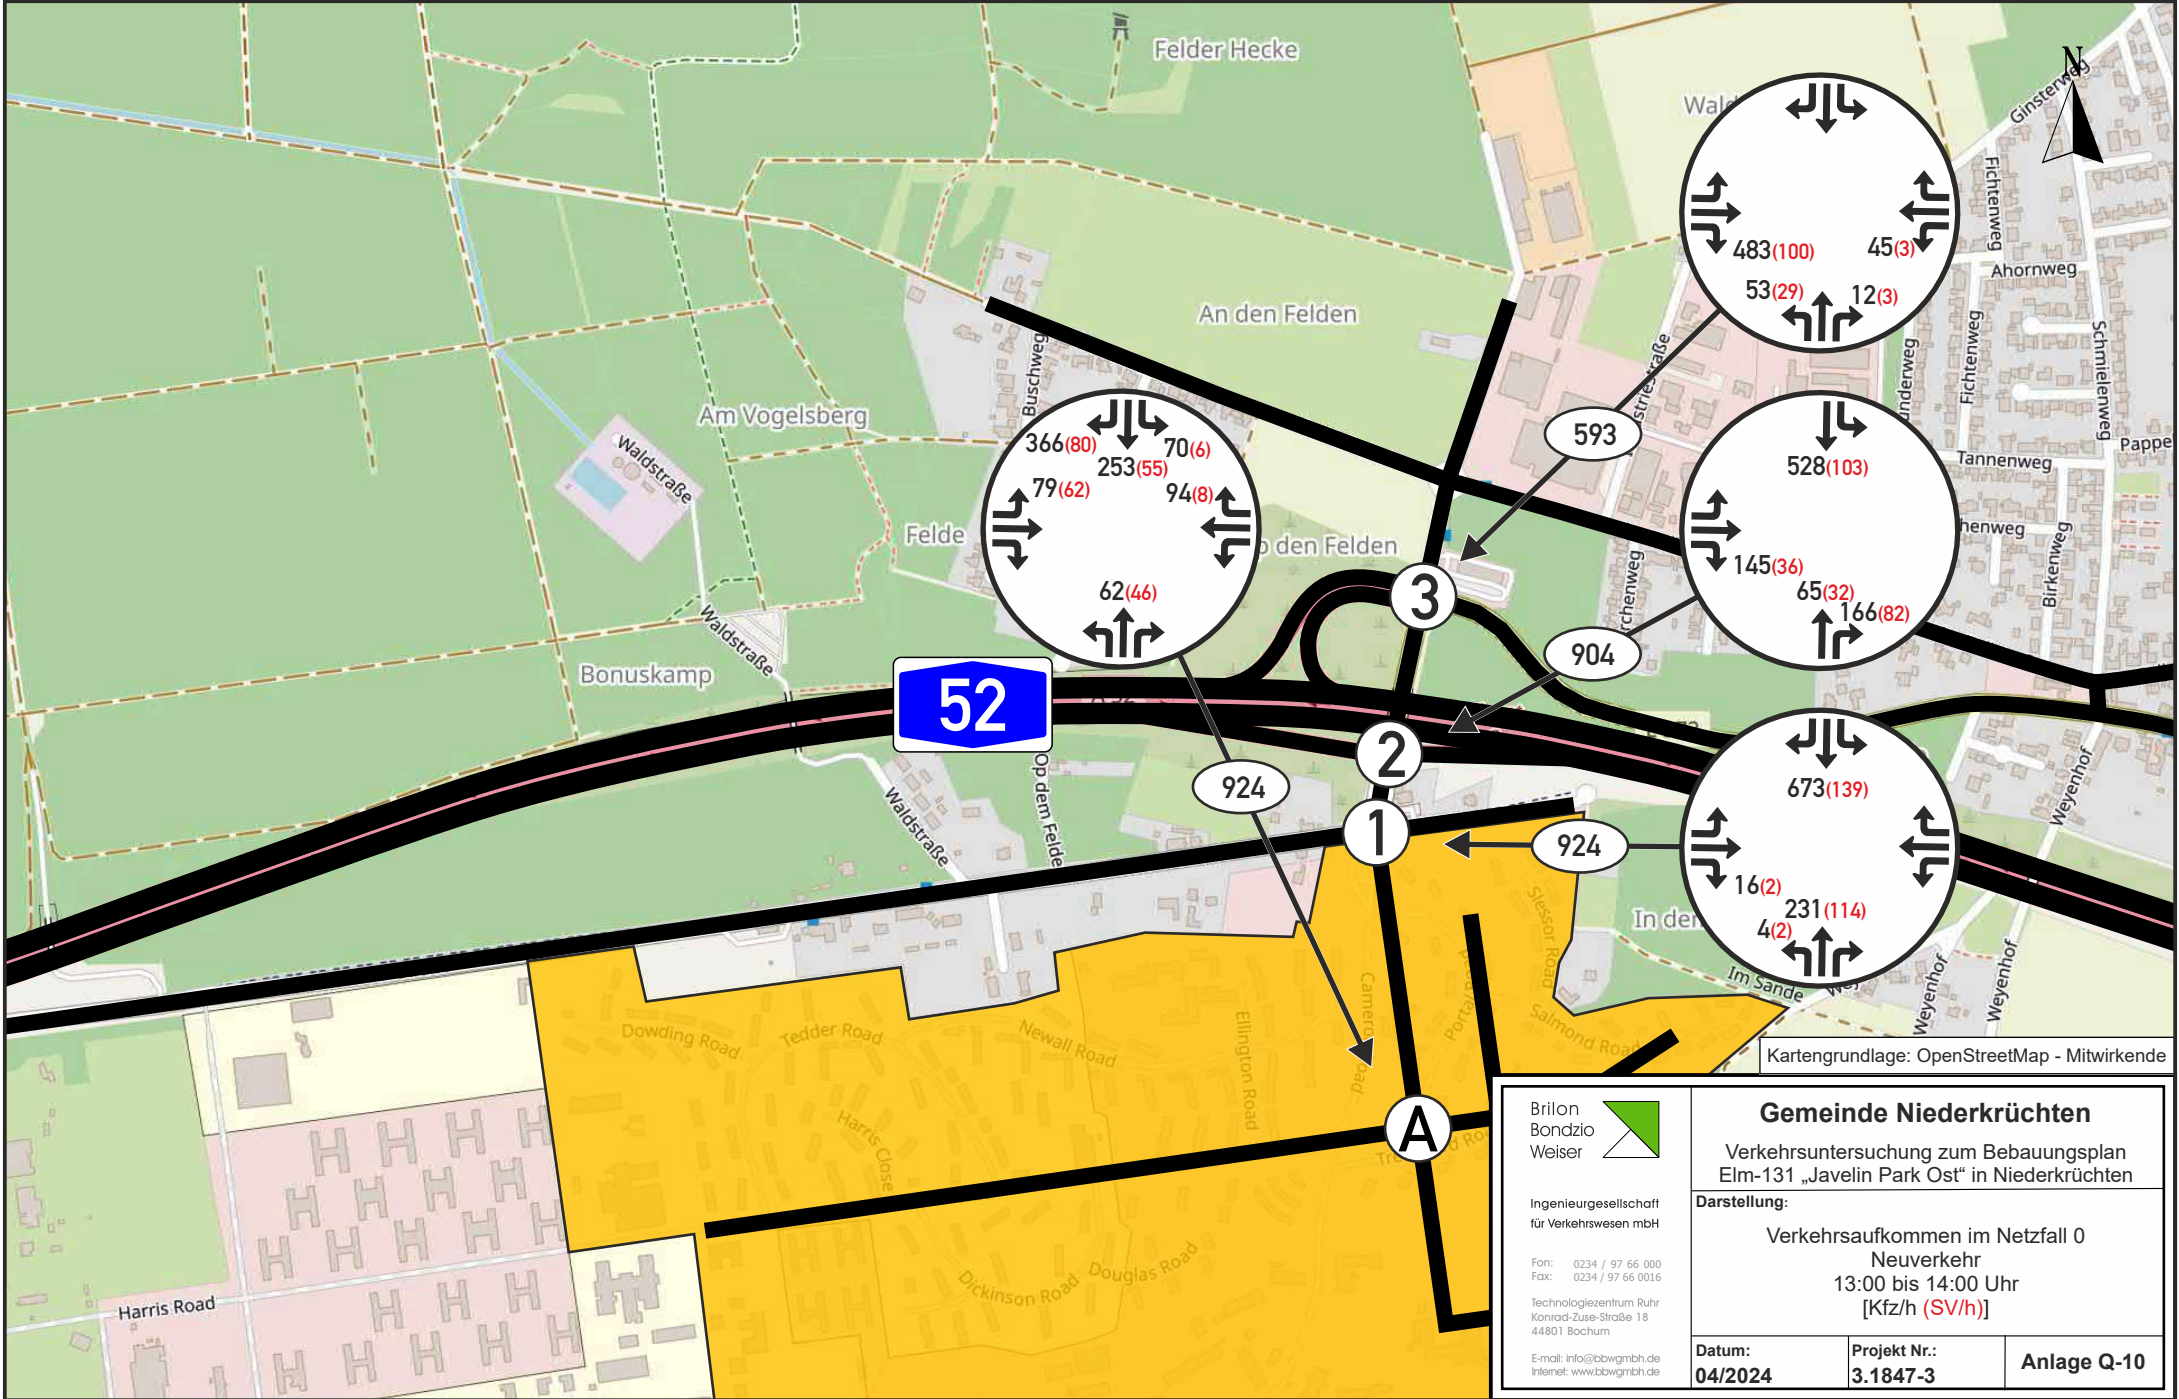 Felder Hecke
N
Ginsterweg
Fichtenweg
483(100)
45(3)
53(29)
12(3)
Ahornweg
An den Felden
Buschweg
Fichtenweg
Schmielenweg
Am Vogelsberg
366(80)
70(6)
253(55)
79(62)
94(8)
62(46)
593
Waldstraße
Pappe
Tannenweg
528(103)
145(36)
65(32)
166(82)
henweg
Birkenweg
Felde
den Felden
3
Waldstraße
904
Bonuskamp
52
2
924
1
924
Op dem Felde
Waldstraße
Weyenhof
673(139)
16(2)
231(114)
4(2)
In der
Slessor Road
Im Sande
Weyenhof
Weyenhof
Dowding Road
Tedder Road
Newall Road
Ellington Road
Salmond Road
Harris Close
A
Dickinson Road
Douglas Road
Harris Road
Kartengrundlage: OpenStreetMap - Mitwirkende
Brilon
Bondzio
Weiser
Ingenieurgesellschaft
für Verkehrswesen mbH
Fon: 0234 / 97 66 000
Fax: 0234 / 97 66 0016
Technologiezentrum Ruhr
Konrad-Zuse-Straße 18
44801 Bochum
E-mail: info@bbwgmbh.de
Internet: www.bbwgmbh.de
Gemeinde Niederkrüchten
Verkehrsuntersuchung zum Bebauungsplan
Elm-131 „Javelin Park Ost“ in Niederkrüchten
Darstellung:
Verkehrsaufkommen im Netzfall 0
Neuverkehr
13:00 bis 14:00 Uhr
[Kfz/h (SV/h)]
Datum:
04/2024
Projekt Nr.:
3.1847-3
Anlage Q-10